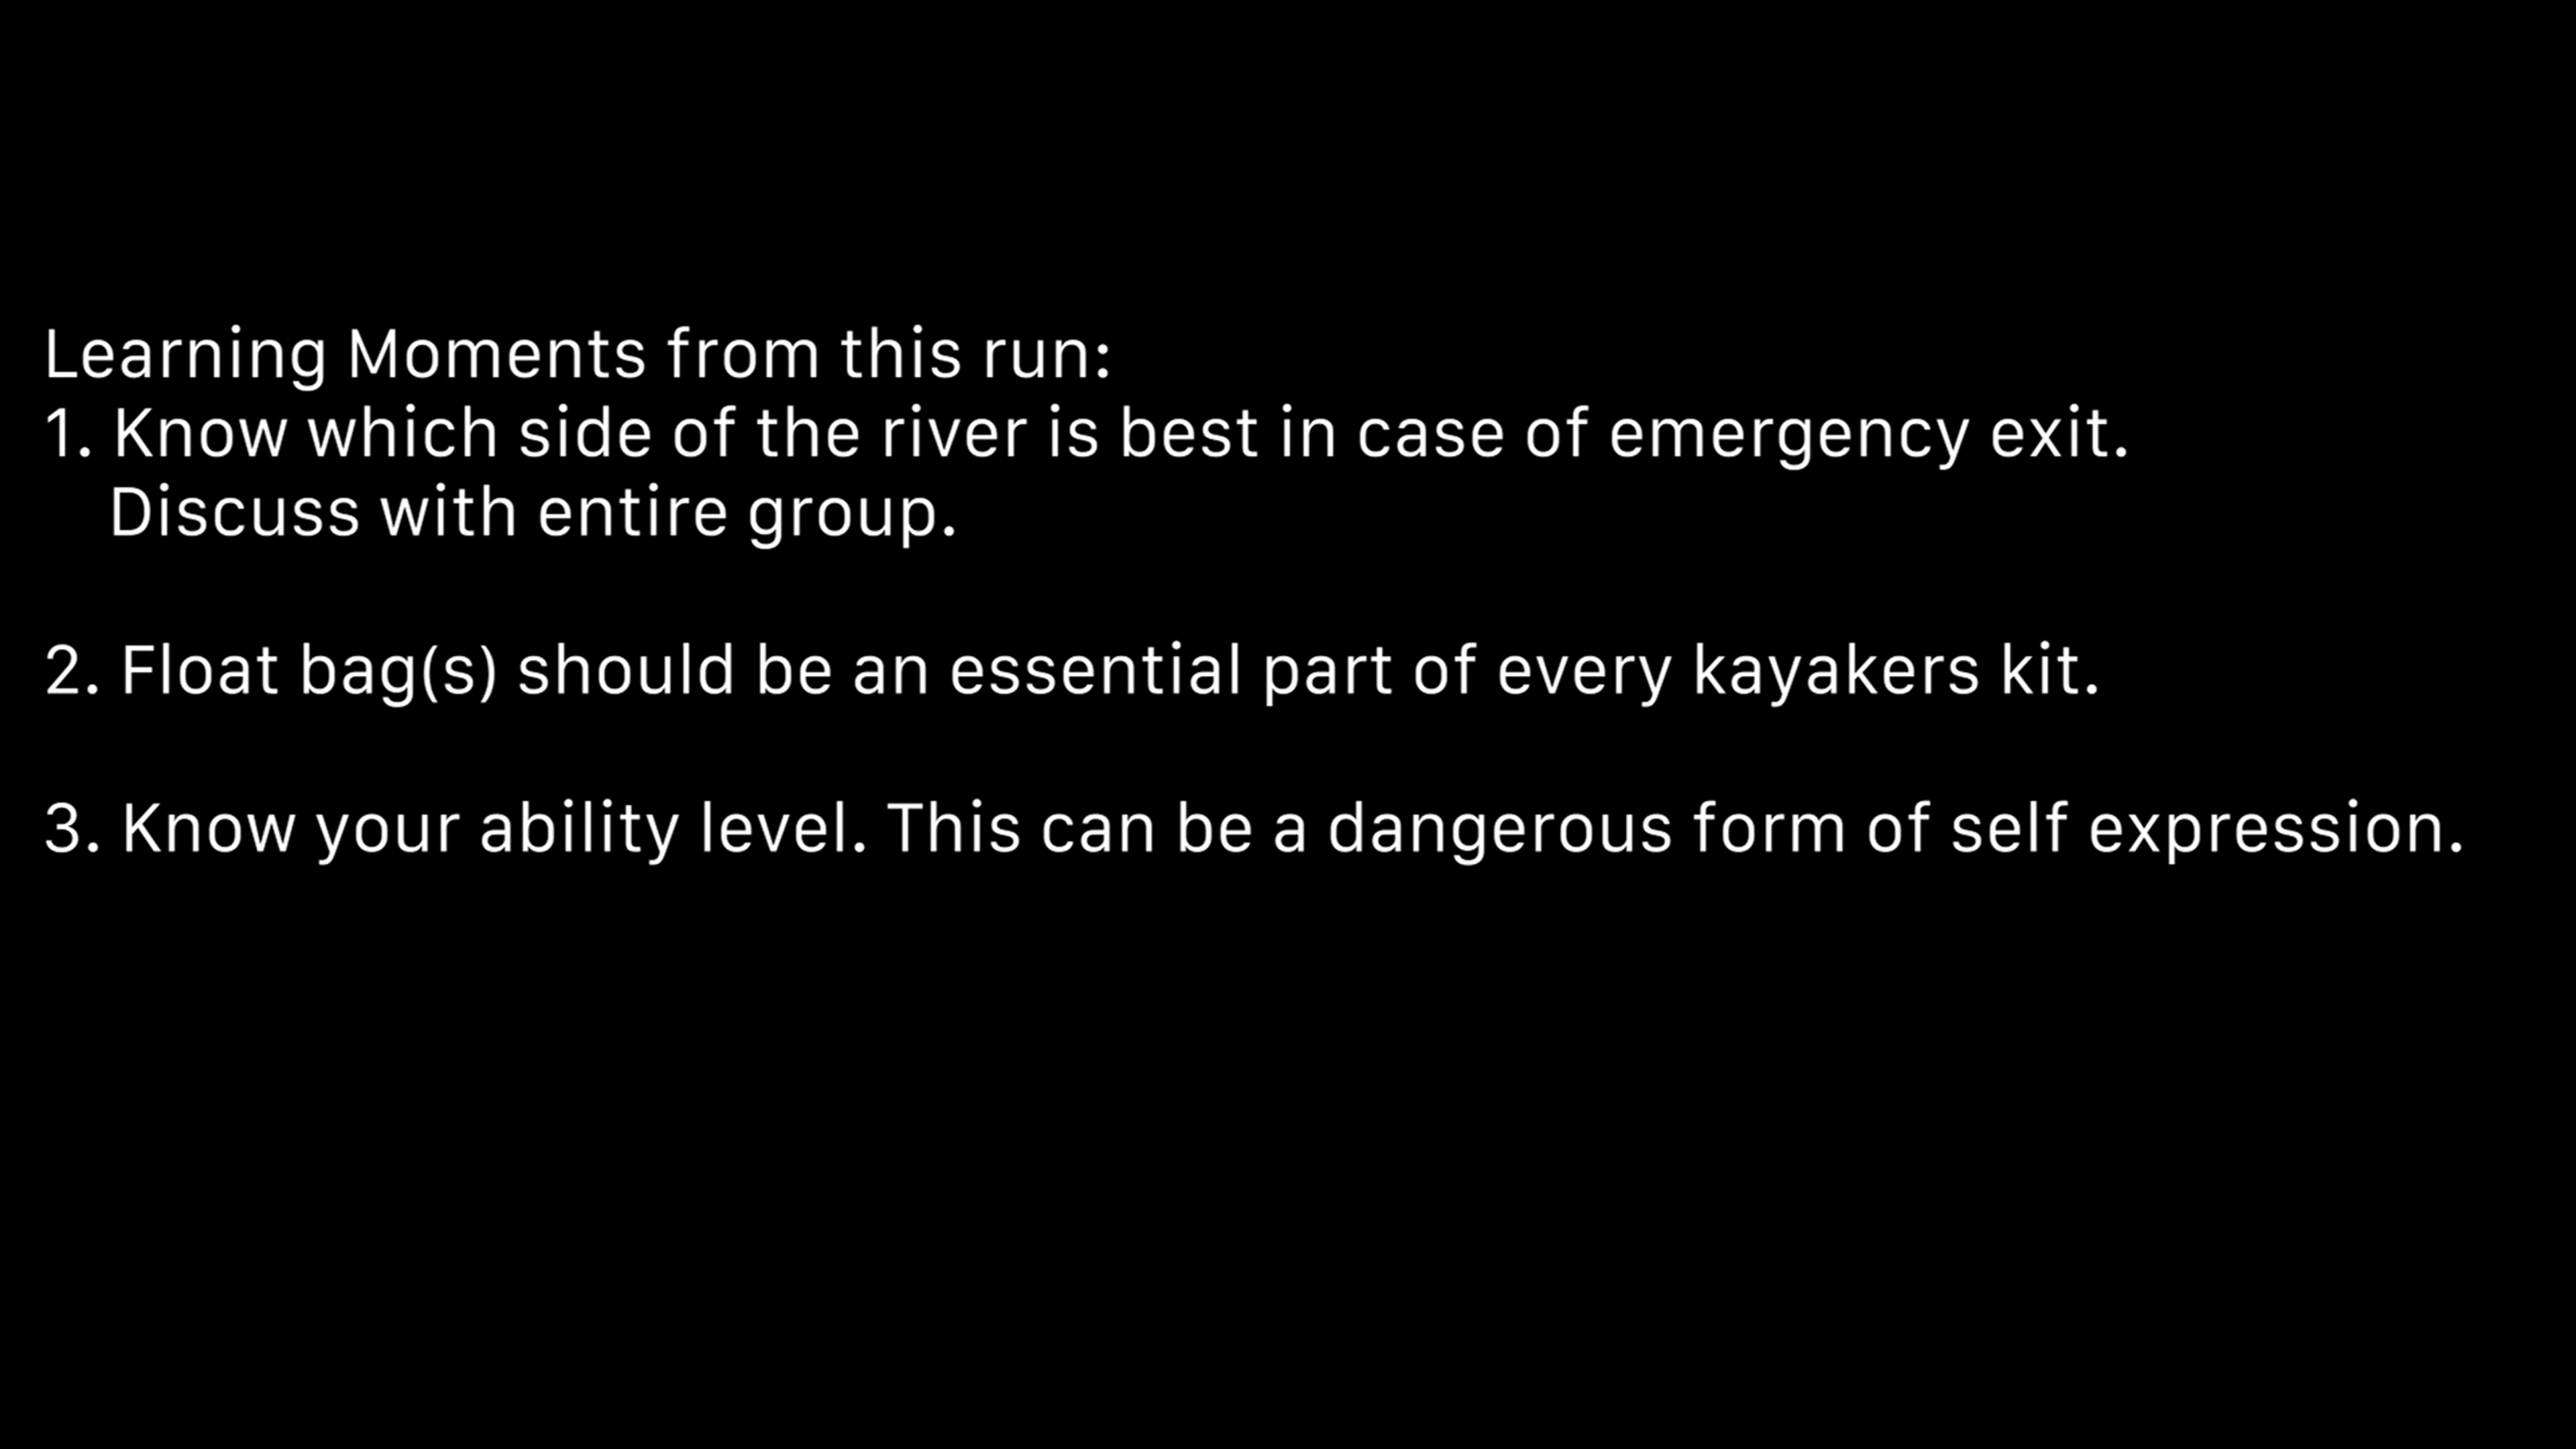 Learning Moments from this run:
1. Know which side of the river is best in case of emergency exit.
Discuss with entire group.
2. Float bag(s) should be an essential part of every kayakers kit.
3. Know your ability level. This can be a dangerous form of self expression.